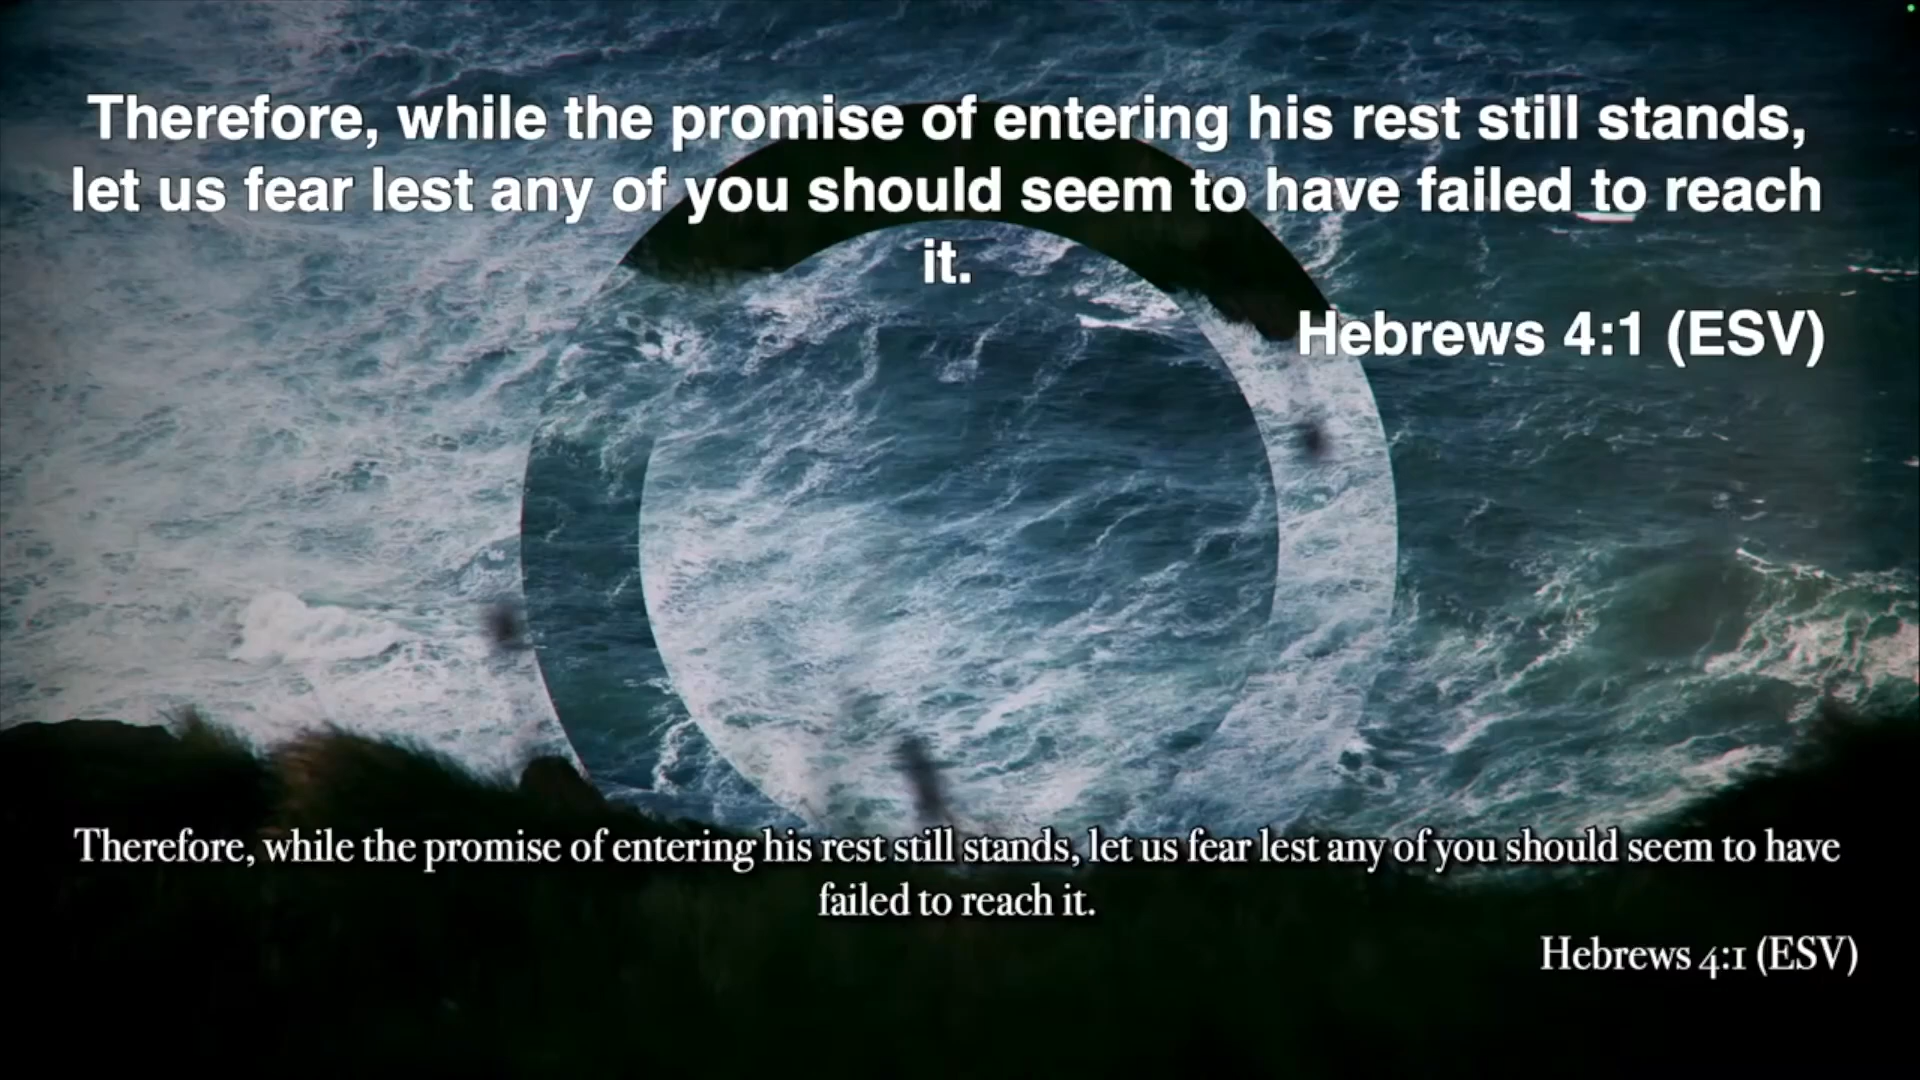 Therefore, while the promise of entering his rest still stands,
let us fear lest any of you should seem to have failed to reach
it.
Hebrews 4:1 (ESV)
Therefore, while the promise of entering his rest still stands, let us fear lest any of you should seem to have
failed to reach it.
Hebrews 4:1 (ESV)